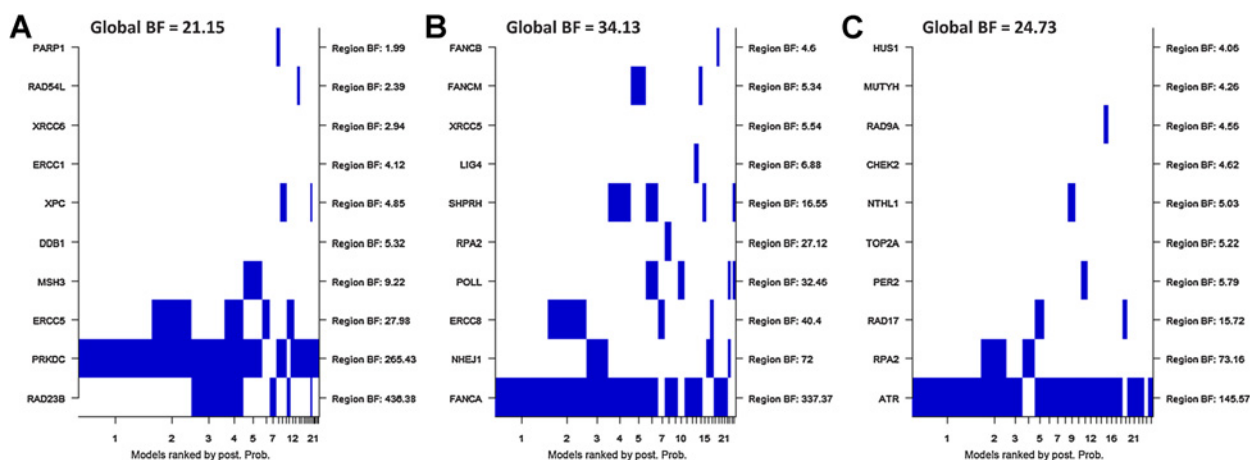 A Global BF = 21.15
PARP1 Region BF: 1.99
RAD54L Region BF: 2.39
XRCC6 Region BF: 2.94
ERCC1 Region BF: 4.12
XPC Region BF: 4.85
DDB1 Region BF: 5.32
MSH3 Region BF: 9.22
ERCC5 Region BF: 27.98
PRKDC Region BF: 265.43
RAD23B Region BF: 436.38
1 2 3 4 5 7 12 21
Models ranked by post. Prob.
B Global BF = 34.13
FANCB Region BF: 4.6
FANCM Region BF: 5.34
XRCC5 Region BF: 5.54
LIG4 Region BF: 6.88
SHPRH Region BF: 16.55
RPA2 Region BF: 27.12
POLL Region BF: 32.46
ERCC8 Region BF: 40.4
NHEJ1 Region BF: 72
FANCA Region BF: 337.37
1 2 3 4 5 7 10 15 21
Models ranked by post. Prob.
C Global BF = 24.73
HUS1 Region BF: 4.06
MUTYH Region BF: 4.26
RAD9A Region BF: 4.56
CHEK2 Region BF: 4.62
NTHL1 Region BF: 5.03
TOP2A Region BF: 5.22
PER2 Region BF: 5.79
RAD17 Region BF: 15.72
RPA2 Region BF: 73.16
ATR Region BF: 145.57
1 2 3 5 7 9 12 16 21
Models ranked by post. Prob.